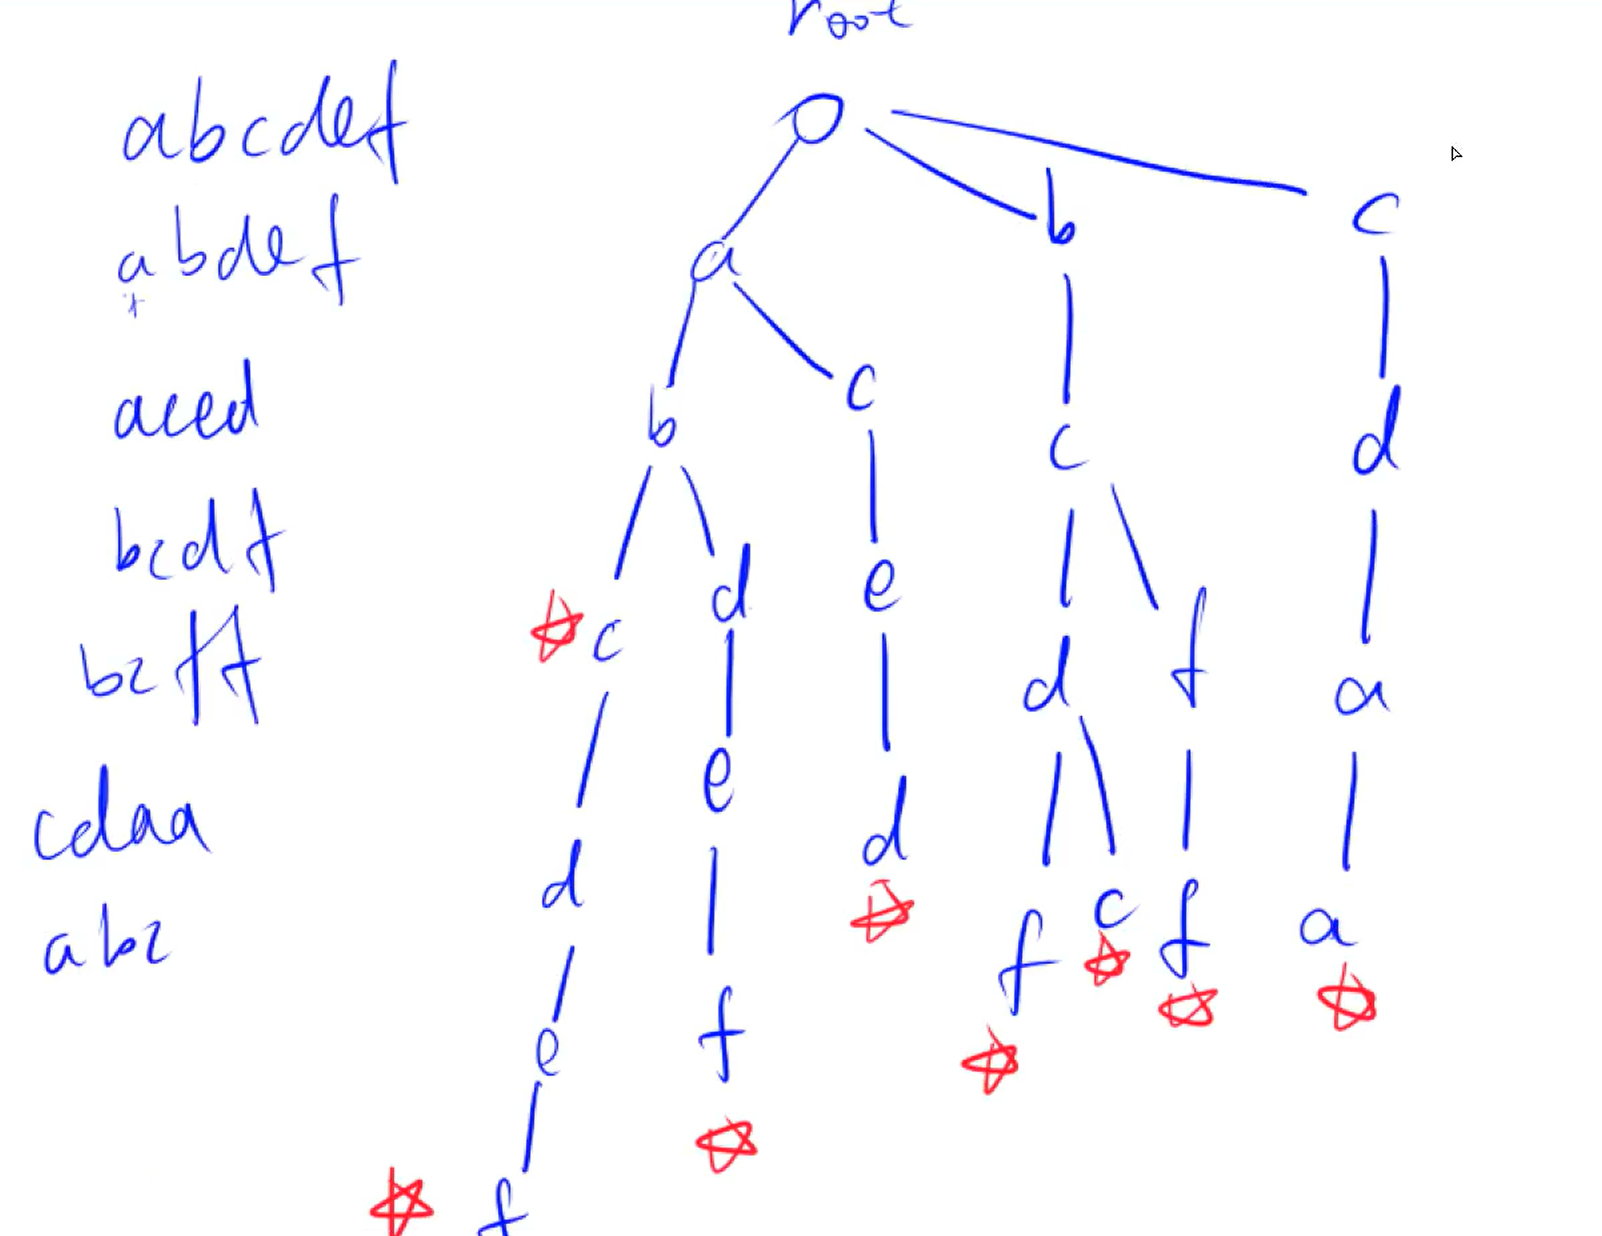 root
abcdef
abdef
aced
bcdf
bcff
cdaa
abc
a b c
b c c d
c d e d f a
d e d f c f a
e f
f